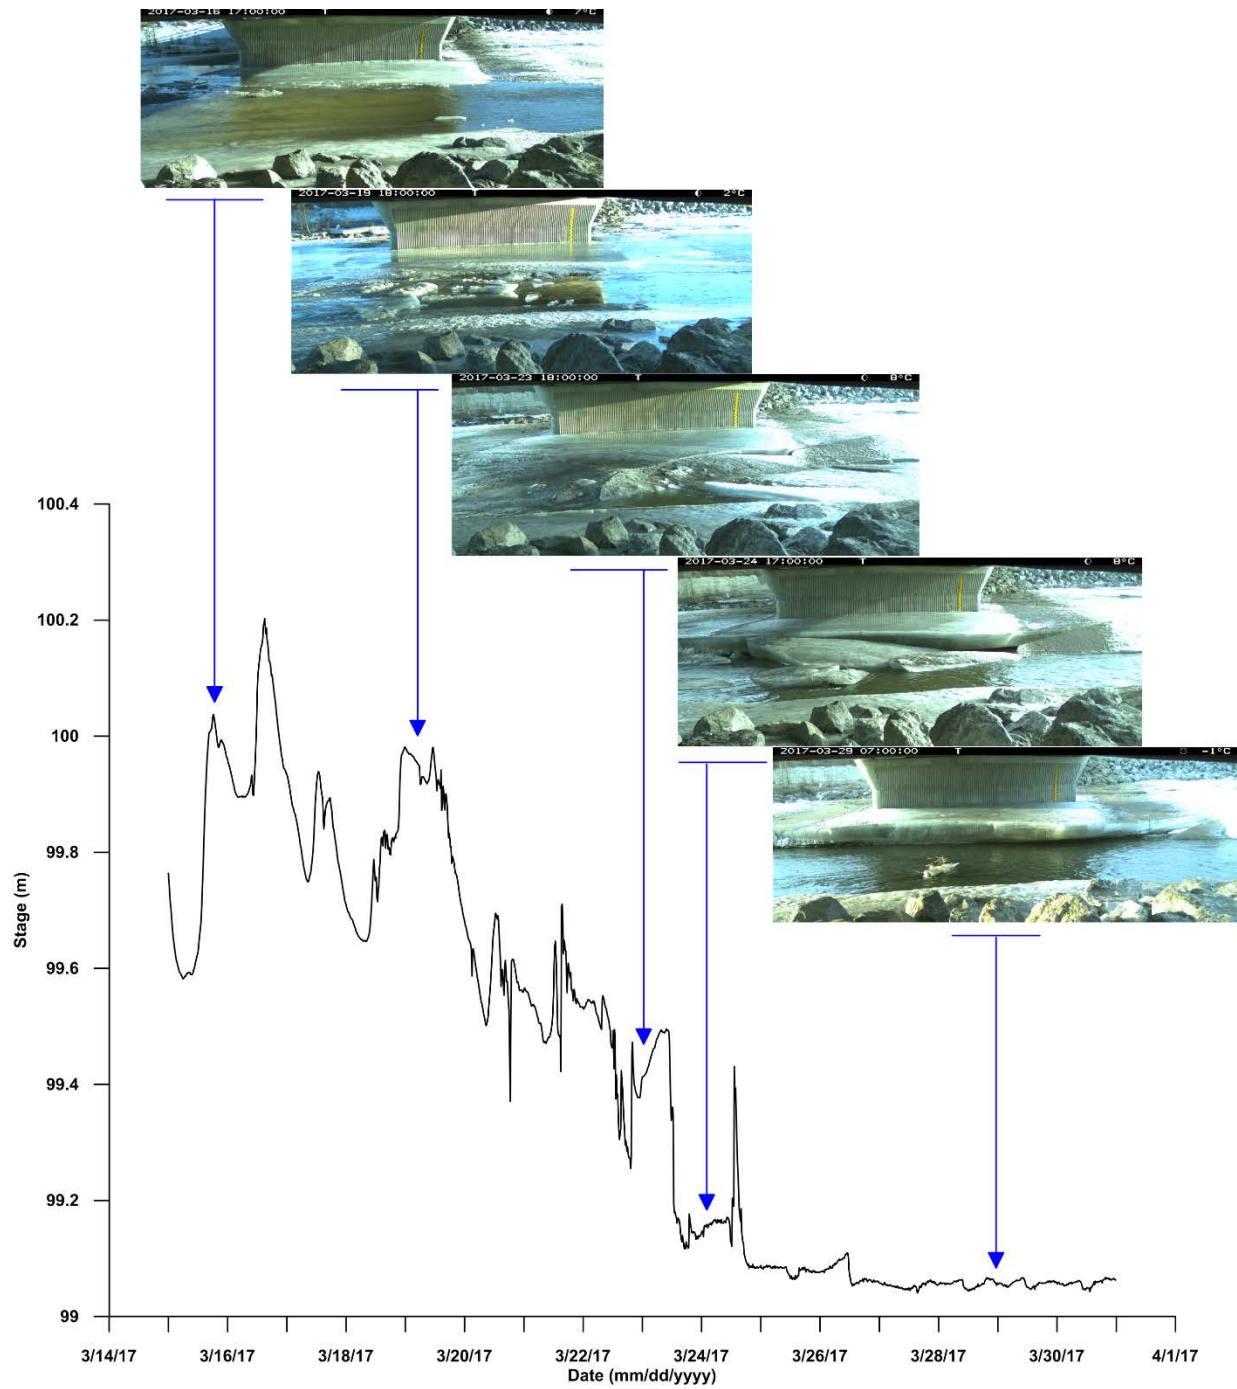 2017-03-16 17:00:00 T 7°C
2017-03-19 18:00:00 T 2°C
2017-03-23 18:00:00 T 8°C
2017-03-24 17:00:00 T 8°C
2017-03-29 07:00:00 T -1°C
100.4
100.2
100
99.8
99.6
99.4
99.2
99
Stage (m)
3/14/17 3/16/17 3/18/17 3/20/17 3/22/17 3/24/17 3/26/17 3/28/17 3/30/17 4/1/17
Date (mm/dd/yyyy)